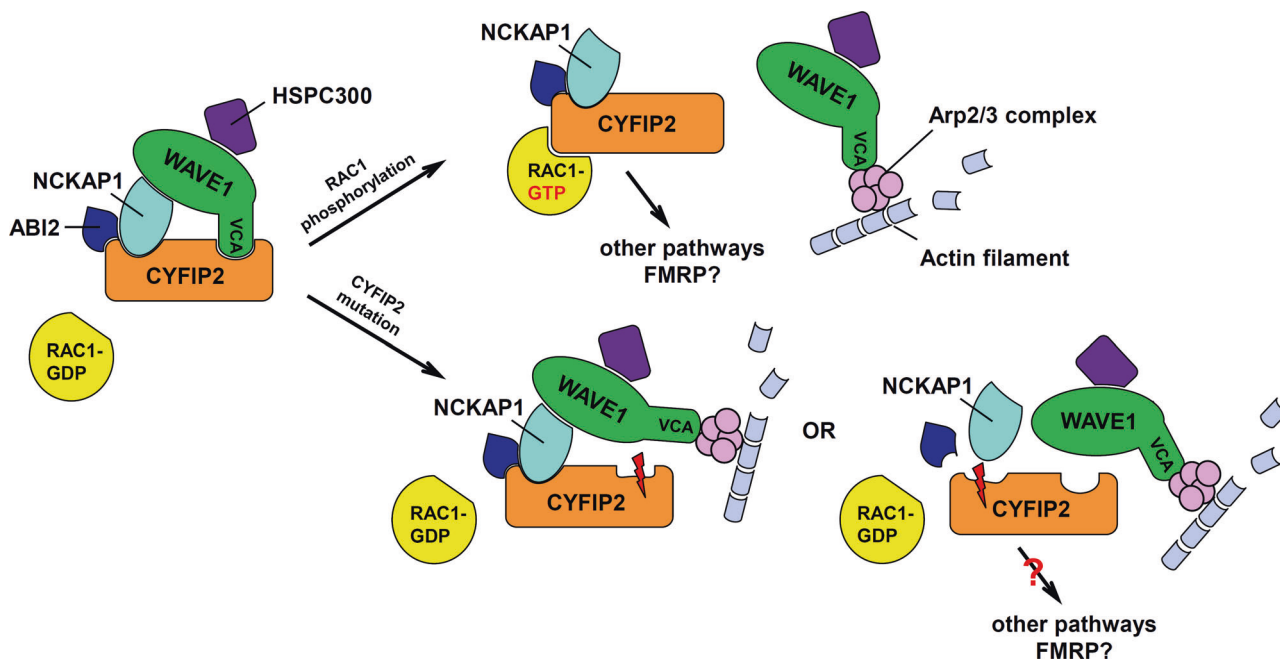 HSPC300
WAVE1
NCKAP1
ABI2
VCA
CYFIP2
RAC1-
GDP
RAC1
phosphorylation
CYFIP2
mutation
NCKAP1
CYFIP2
RAC1-
GTP
other pathways
FMRP?
WAVE1
VCA
Arp2/3 complex
Actin filament
NCKAP1
WAVE1
VCA
CYFIP2
RAC1-
GDP
OR
NCKAP1
WAVE1
VCA
CYFIP2
RAC1-
GDP
?
other pathways
FMRP?